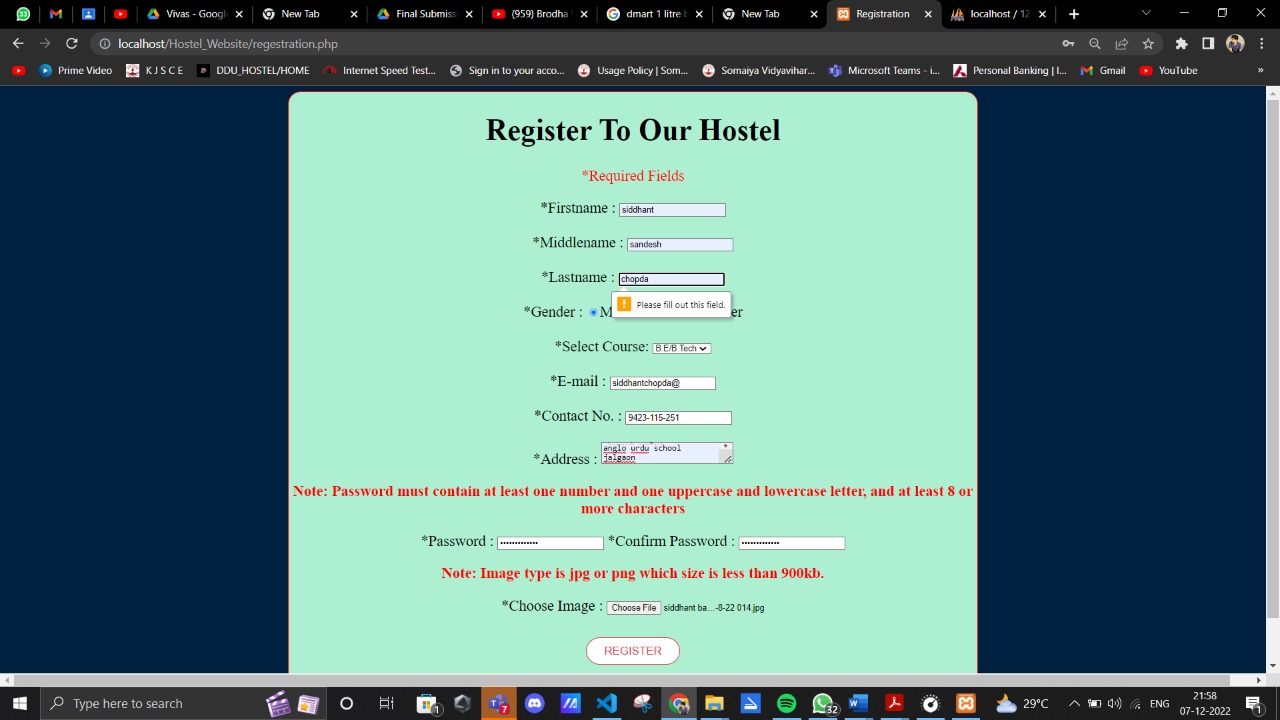 33
Vivas - Google
New Tab
Final Submiss
(959) Brodha V
dmart 1 litre b
New Tab
Registration
localhost / 12
localhost/Hostel_Website/regestration.php
Prime Video
K J S C E
DDU_HOSTEL/HOME
Internet Speed Test...
Sign in to your acco...
Usage Policy | Som...
Somaiya Vidyavihar...
Microsoft Teams - i...
Personal Banking | I...
Gmail
YouTube
»
Register To Our Hostel
*Required Fields
*Firstname : siddhant
*Middlename : sandesh
*Lastname : chopda
Please fill out this field.
*Gender : M er
*Select Course: B.E/B.Tech
*E-mail : siddhantchopda@
*Contact No. : 9423-115-251
anglo urdu school
*Address : jalgaon
Note: Password must contain at least one number and one uppercase and lowercase letter, and at least 8 or
more characters
*Password : ••••••••••••• *Confirm Password : •••••••••••••
Note: Image type is jpg or png which size is less than 900kb.
*Choose Image : Choose File siddhant ba...-8-22 014.jpg
REGISTER
Type here to search
1
7
32
29°C
ENG
21:58
07-12-2022
1